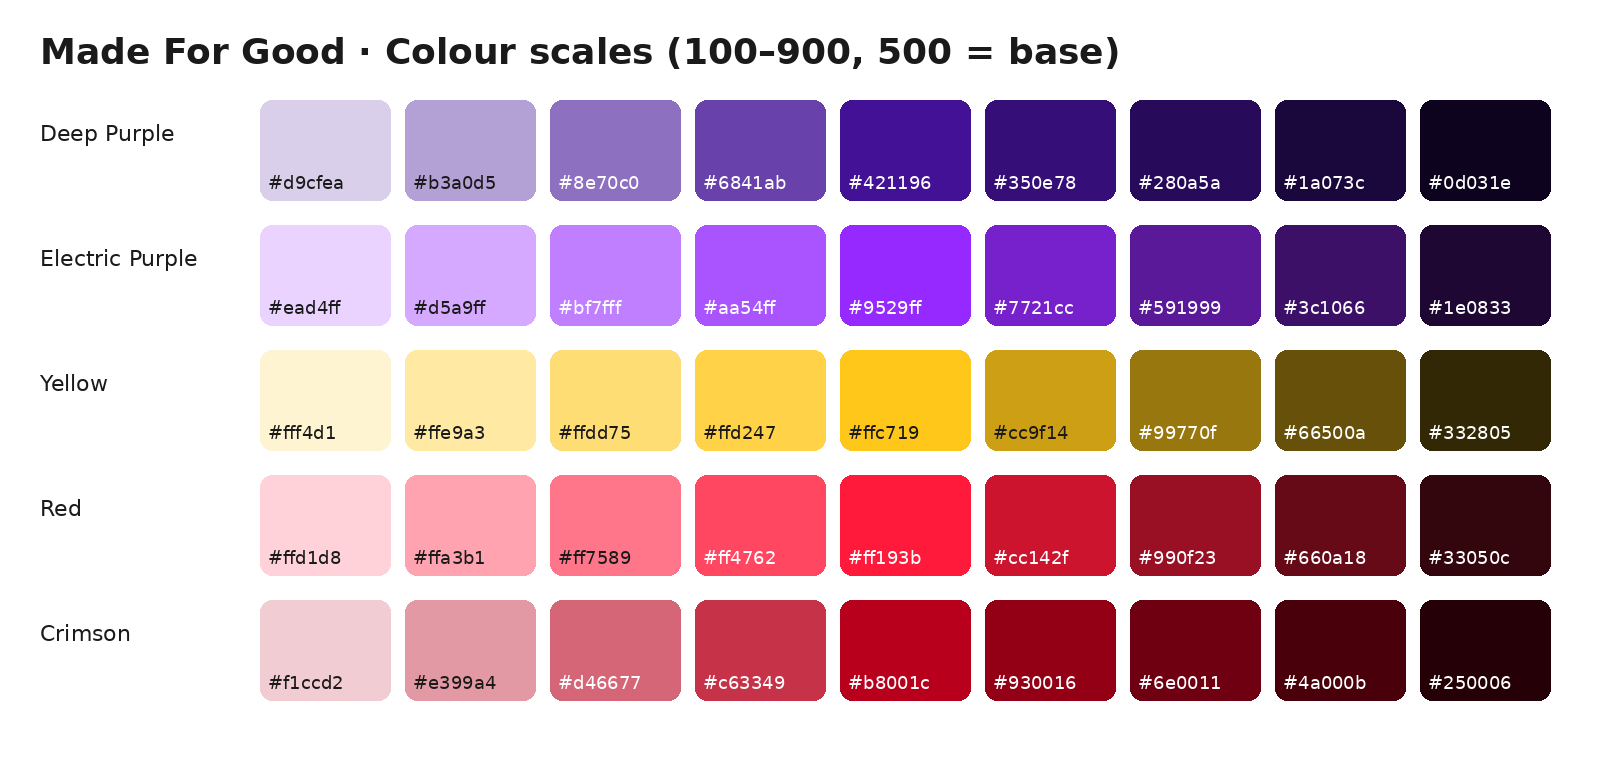 Made For Good · Colour scales (100–900, 500 = base)
Deep Purple
#d9cfea #b3a0d5 #8e70c0 #6841ab #421196 #350e78 #280a5a #1a073c #0d031e
Electric Purple
#ead4ff #d5a9ff #bf7fff #aa54ff #9529ff #7721cc #591999 #3c1066 #1e0833
Yellow
#fff4d1 #ffe9a3 #ffdd75 #ffd247 #ffc719 #cc9f14 #99770f #66500a #332805
Red
#ffd1d8 #ffa3b1 #ff7589 #ff4762 #ff193b #cc142f #990f23 #660a18 #33050c
Crimson
#f1ccd2 #e399a4 #d46677 #c63349 #b8001c #930016 #6e0011 #4a000b #250006